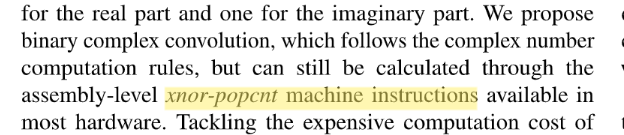 for the real part and one for the imaginary part. We propose
binary complex convolution, which follows the complex number
computation rules, but can still be calculated through the
assembly-level xnor-popcnt machine instructions available in
most hardware. Tackling the expensive computation cost of